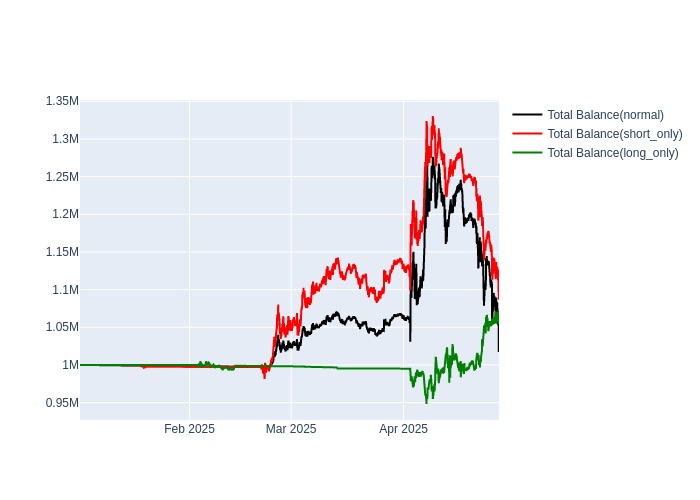 1.35M
1.3M
1.25M
1.2M
1.15M
1.1M
1.05M
1M
0.95M
Feb 2025
Mar 2025
Apr 2025
Total Balance(normal)
Total Balance(short_only)
Total Balance(long_only)